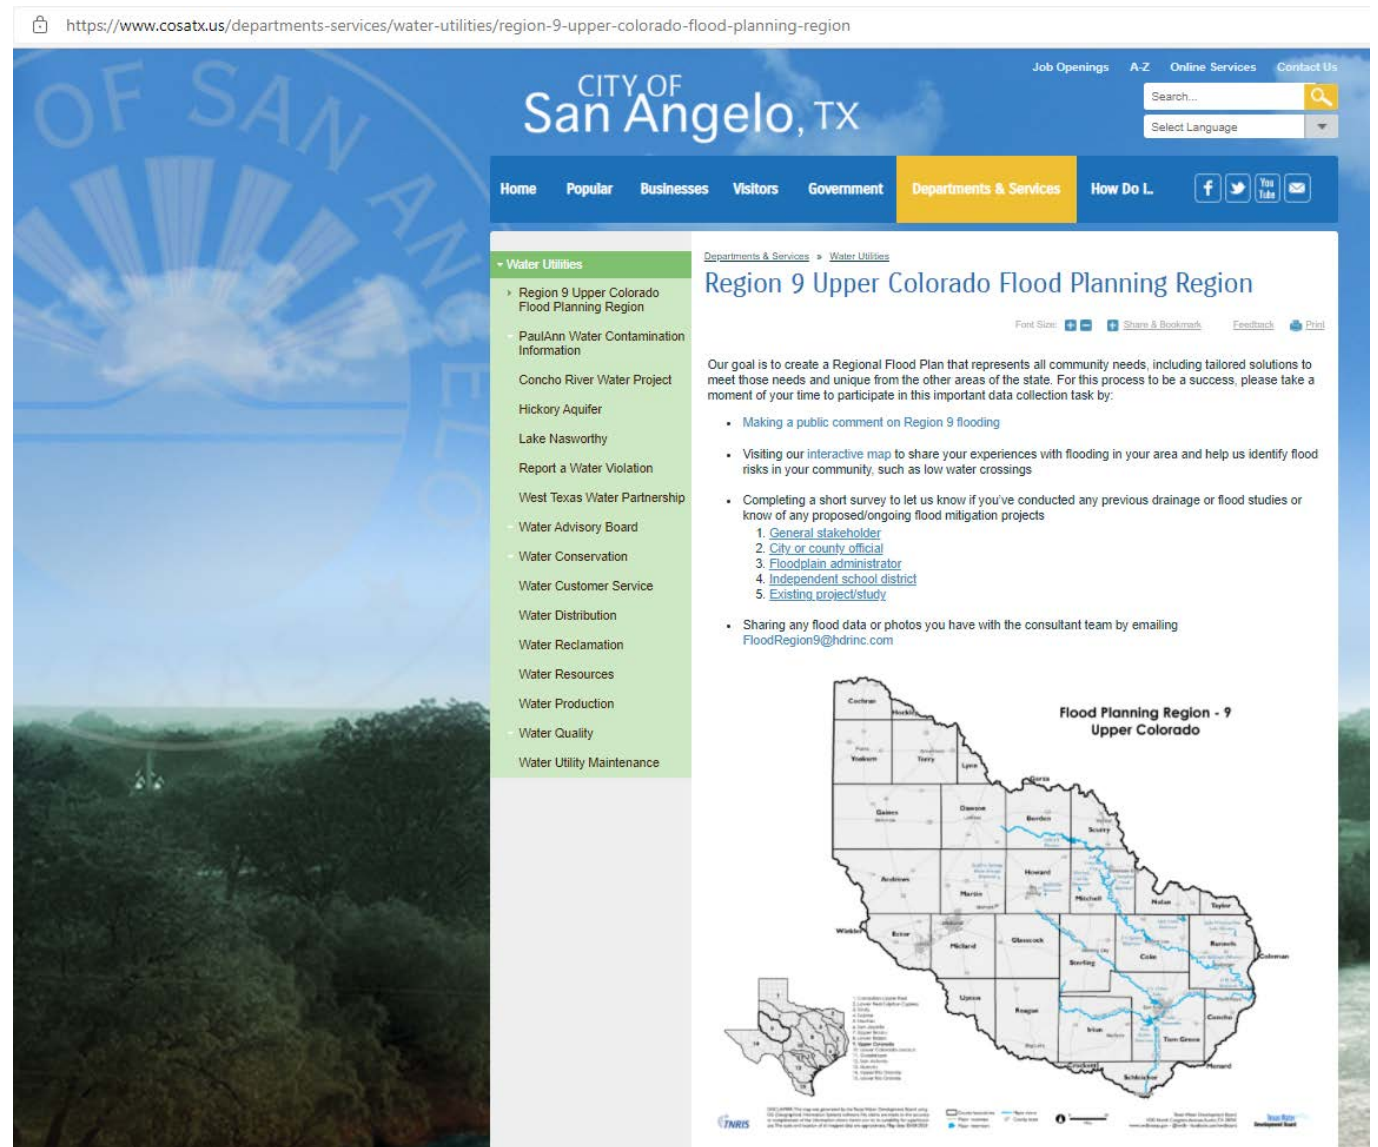 https://www.cosatx.us/departments-services/water-utilities/region-9-upper-colorado-flood-planning-region
OF SAN ANGELO
TEXAS
Job Openings A-Z Online Services Contact Us
CITY OF
San Angelo, TX
Search...
Select Language
Home Popular Businesses Visitors Government Departments & Services How Do I...
You
Tube
Water Utilities
Region 9 Upper Colorado
Flood Planning Region
PaulAnn Water Contamination
Information
Concho River Water Project
Hickory Aquifer
Lake Nasworthy
Report a Water Violation
West Texas Water Partnership
Water Advisory Board
Water Conservation
Water Customer Service
Water Distribution
Water Reclamation
Water Resources
Water Production
Water Quality
Water Utility Maintenance
Departments & Services » Water Utilities
Region 9 Upper Colorado Flood Planning Region
Font Size: + - + Share & Bookmark Feedback Print
Our goal is to create a Regional Flood Plan that represents all community needs, including tailored solutions to
meet those needs and unique from the other areas of the state. For this process to be a success, please take a
moment of your time to participate in this important data collection task by:
• Making a public comment on Region 9 flooding
• Visiting our interactive map to share your experiences with flooding in your area and help us identify flood
risks in your community, such as low water crossings
• Completing a short survey to let us know if you've conducted any previous drainage or flood studies or
know of any proposed/ongoing flood mitigation projects
1. General stakeholder
2. City or county official
3. Floodplain administrator
4. Independent school district
5. Existing project/study
• Sharing any flood data or photos you have with the consultant team by emailing
FloodRegion9@hdrinc.com
Flood Planning Region - 9
Upper Colorado
Cochran
Hockley
Yoakum
Terry
Lynn
Garza
Gaines
Dawson
Borden
Scurry
Andrews
Martin
Howard
Mitchell
Nolan
Taylor
Winkler
Ector
Midland
Glasscock
Sterling
Coke
Runnels
Coleman
Upton
Reagan
Irion
Tom Green
Concho
Crockett
Schleicher
Menard
TNRIS
Texas Water
Development Board